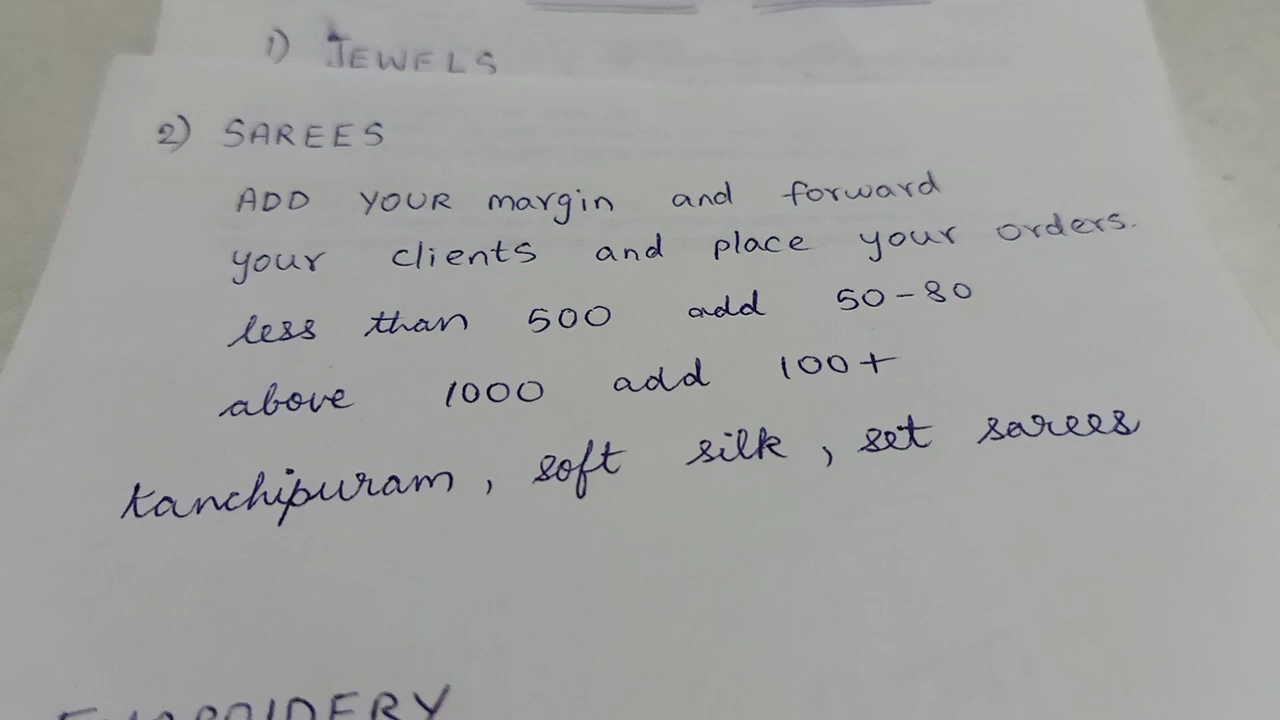 1) JEWELS
2) SAREES
ADD YOUR margin and forward
your clients and place your orders.
less than 500 add 50-80
above 1000 add 100+
kanchipuram, soft silk, set sarees
EMBROIDERY